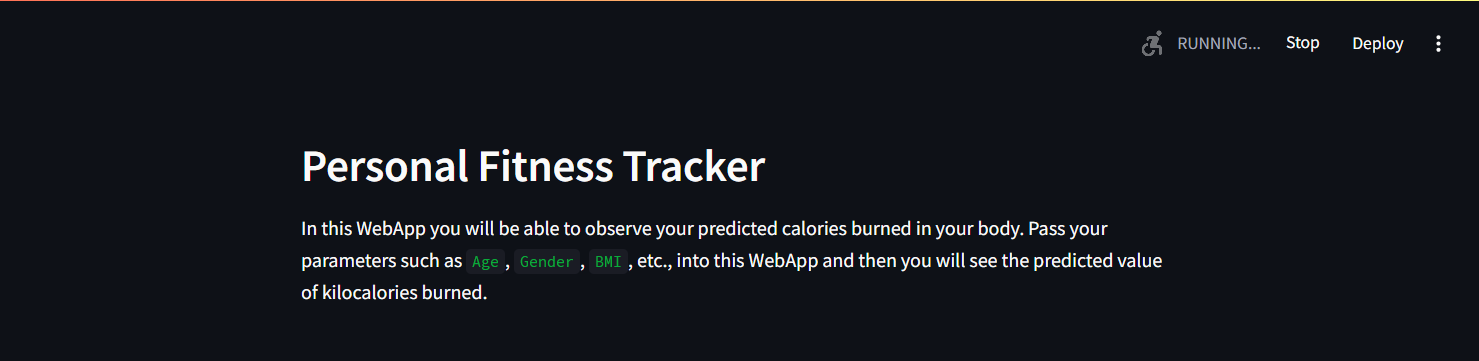 RUNNING... Stop Deploy
Personal Fitness Tracker
In this WebApp you will be able to observe your predicted calories burned in your body. Pass your
parameters such as Age, Gender, BMI, etc., into this WebApp and then you will see the predicted value
of kilocalories burned.